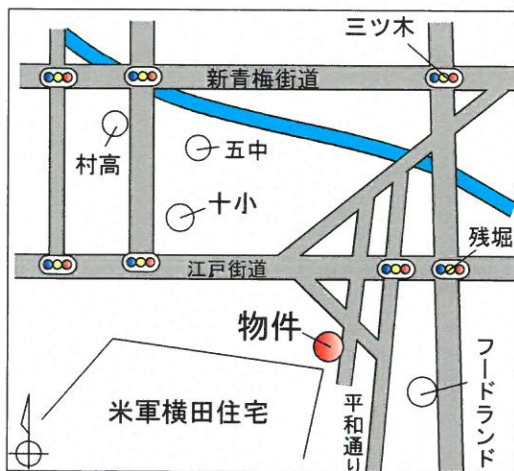 三ツ木
新青梅街道
村高
五中
十小
残堀
江戸街道
物件
フードランド
米軍横田住宅
平和通り